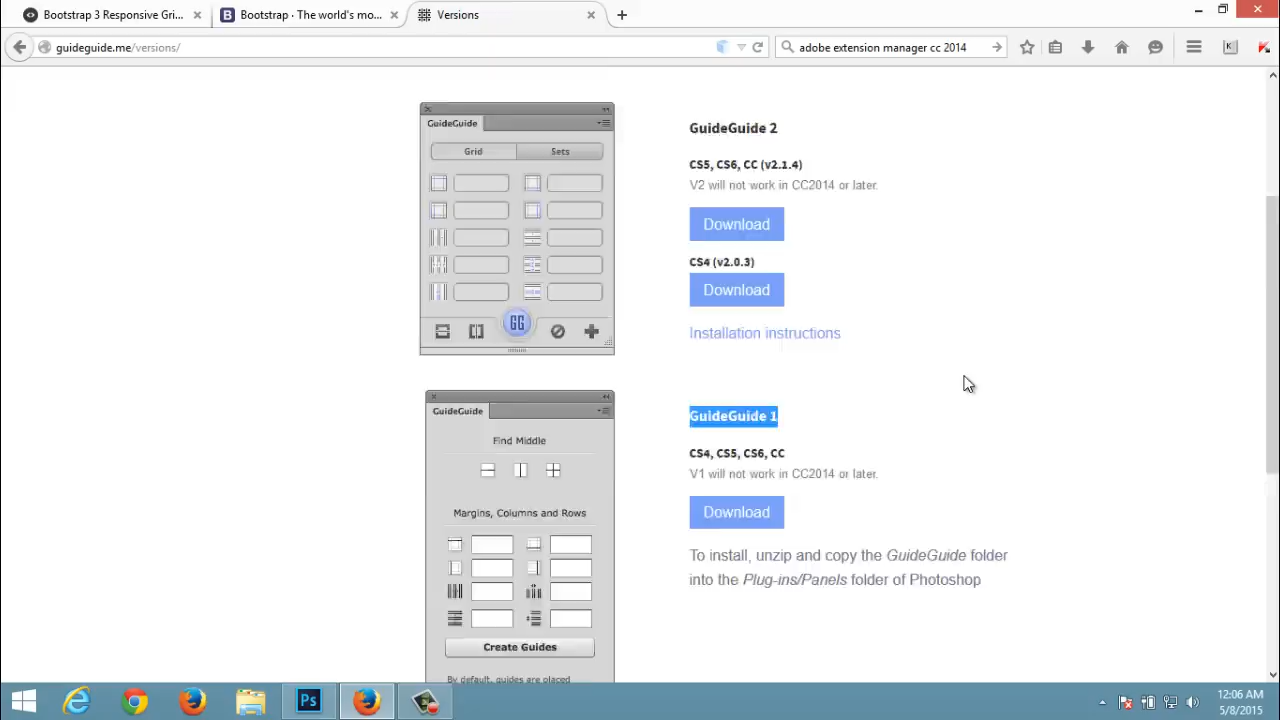 Bootstrap 3 Responsive Gri...
Bootstrap · The world's mo...
Versions
guideguide.me/versions/
adobe extension manager cc 2014
GuideGuide
Grid
Sets
GG
GuideGuide 2
CS5, CS6, CC (v2.1.4)
V2 will not work in CC2014 or later.
Download
CS4 (v2.0.3)
Download
Installation instructions
GuideGuide
Find Middle
Margins, Columns and Rows
Create Guides
By default, guides are placed
GuideGuide 1
CS4, CS5, CS6, CC
V1 will not work in CC2014 or later.
Download
To install, unzip and copy the GuideGuide folder
into the Plug-ins/Panels folder of Photoshop
Ps
12:06 AM
5/8/2015